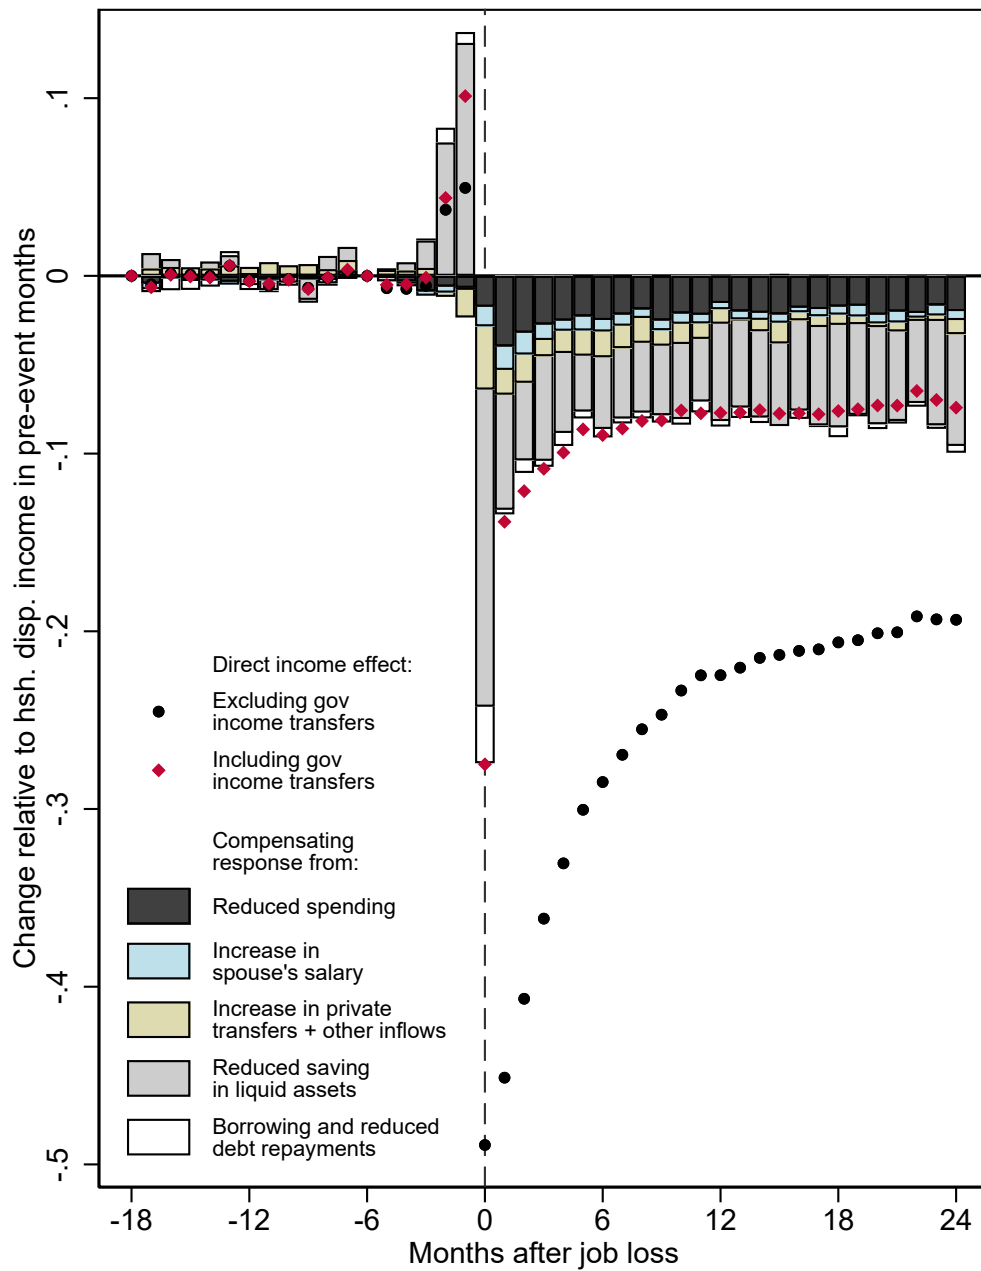 Change relative to hsh. disp. income in pre-event months
.1
0
-.1
-.2
-.3
-.4
-.5
Direct income effect:
Excluding gov
income transfers
Including gov
income transfers
Compensating
response from:
Reduced spending
Increase in
spouse's salary
Increase in private
transfers + other inflows
Reduced saving
in liquid assets
Borrowing and reduced
debt repayments
-18 -12 -6 0 6 12 18 24
Months after job loss